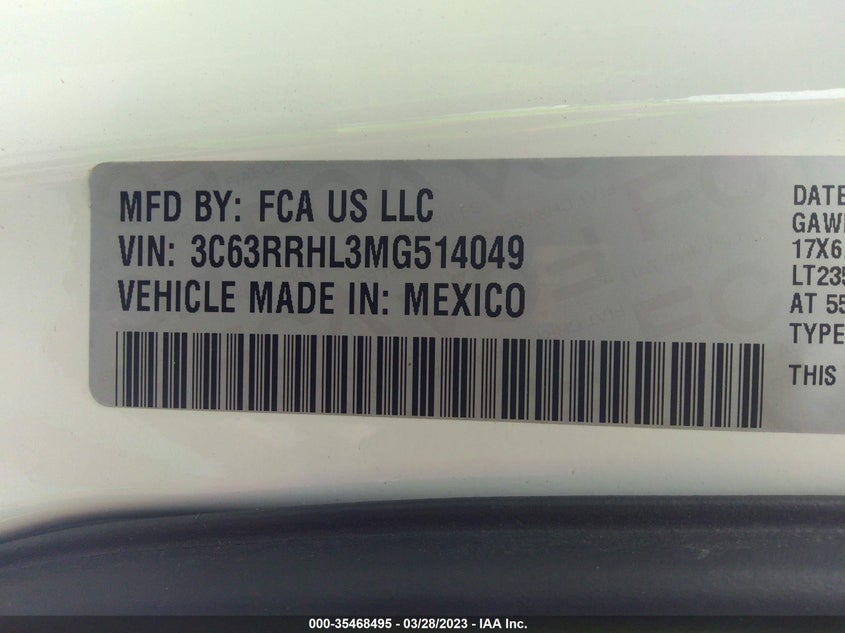 MFD BY: FCA US LLC
VIN: 3C63RRHL3MG514049
VEHICLE MADE IN: MEXICO
DATE
GAW
17X6
LT235
AT 55
TYPE
THIS
000-35468495 - 03/28/2023 - IAA Inc.